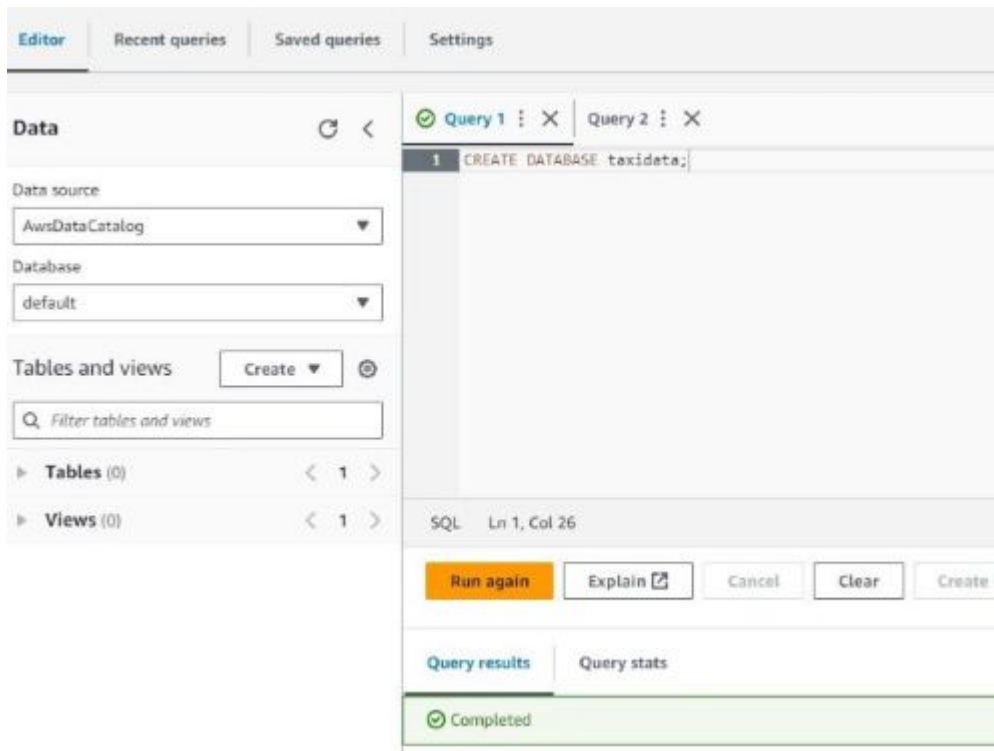 Editor Recent queries Saved queries Settings
Data
Data source
AwsDataCatalog
Database
default
Tables and views Create
Filter tables and views
Tables (0) 1
Views (0) 1
Query 1 Query 2
1 CREATE DATABASE taxidata;
SQL Ln 1, Col 26
Run again Explain Cancel Clear Create
Query results Query stats
Completed